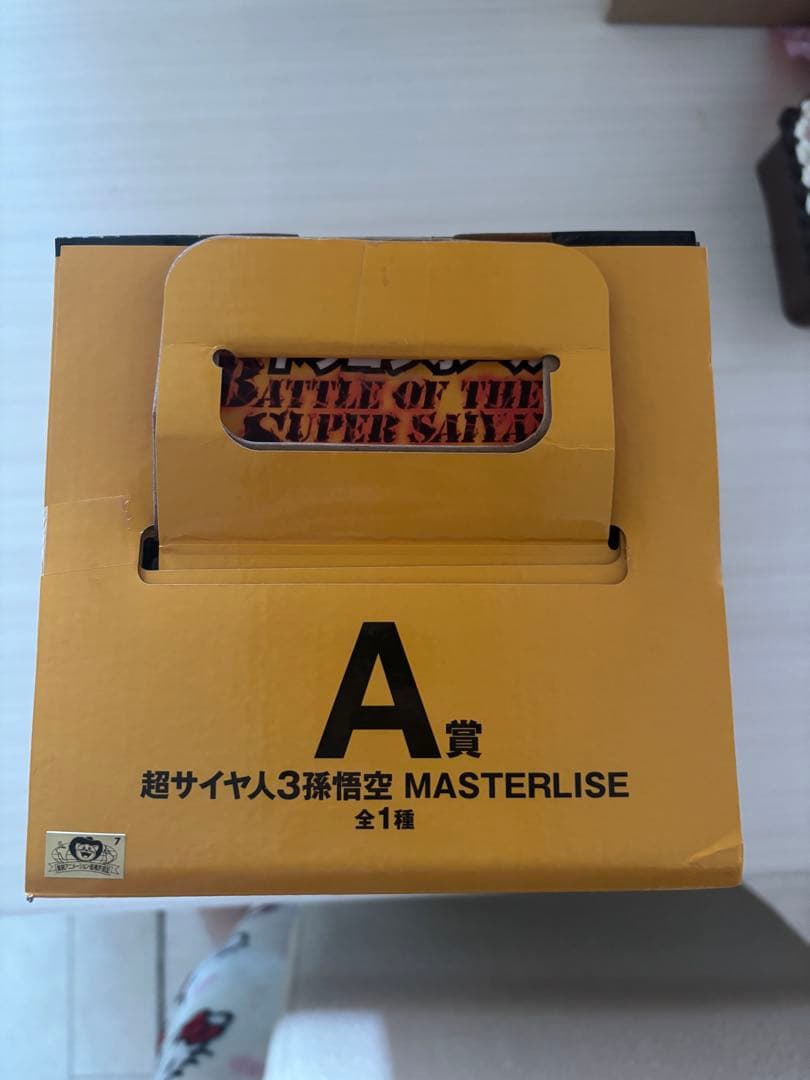 BATTLE OF THE
SUPER SAIYA
A賞
超サイヤ人3孫悟空 MASTERLISE
全1種
7